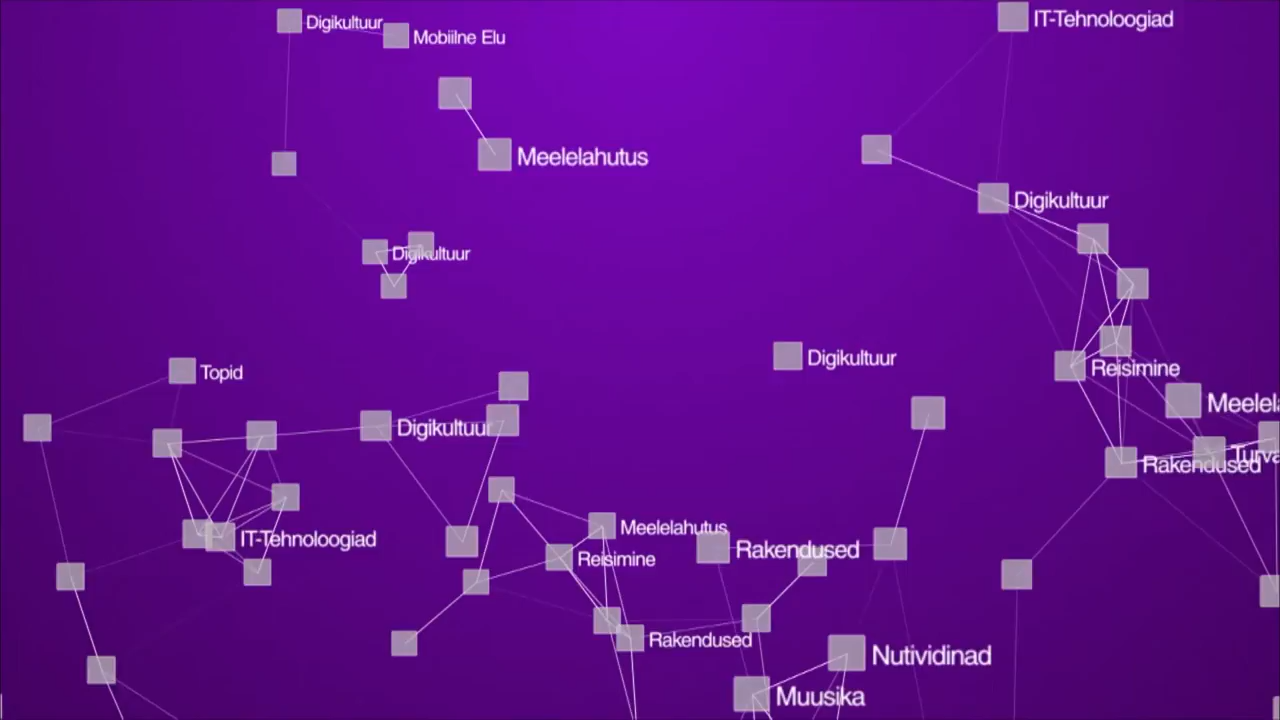 IT-Tehnoloogiad
Digikultuur
Mobiilne Elu
Meelelahutus
Digikultuur
Digikultuur
Digikultuur
Reisimine
Topid
Digikultuur
Rakendused
Meelelahutus
IT-Tehnoloogiad
Rakendused
Reisimine
Rakendused
Nutividinad
Muusika